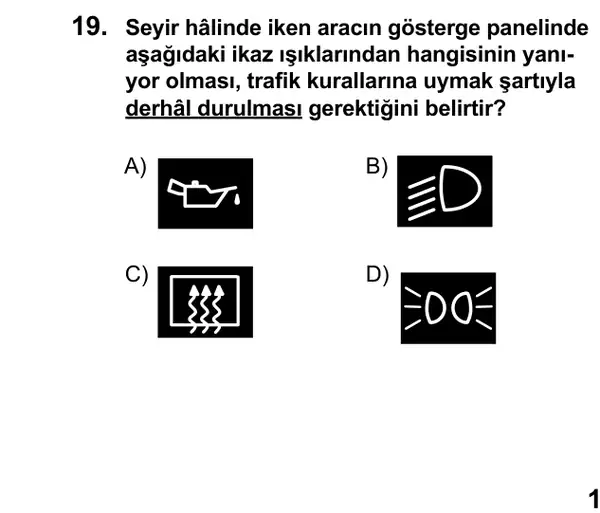 19. Seyir hâlinde iken aracın gösterge panelinde
aşağıdaki ikaz ışıklarından hangisinin yanı-
yor olması, trafik kurallarına uymak şartıyla
derhâl durulması gerektiğini belirtir?
A) B)
C) D)
1